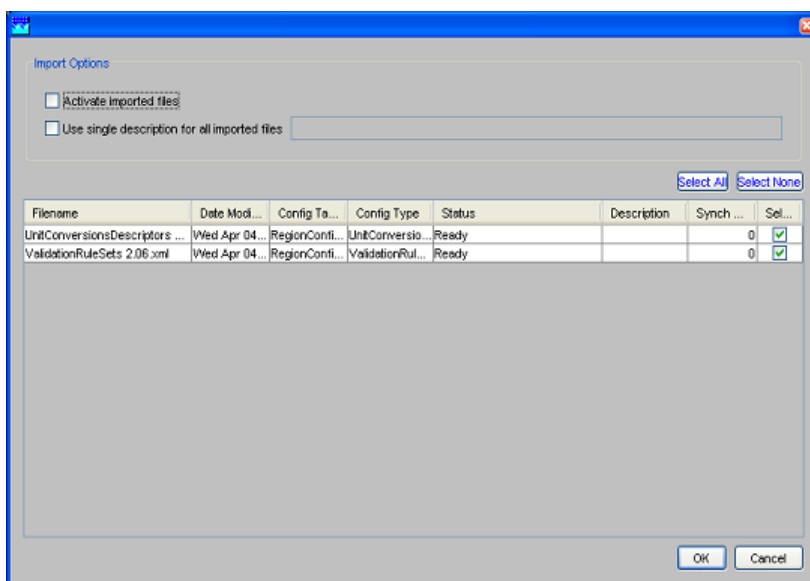 Import Options
Activate imported files
Use single description for all imported files
Select All Select None
Filename Date Modi... Config Ta... Config Type Status Description Synch ... Sel...
UnitConversionsDescriptors ... Wed Apr 04... RegionConfi... UnitConversio... Ready 0
ValidationRuleSets 2.06.xml Wed Apr 04... RegionConfi... ValidationRul... Ready 0
OK Cancel